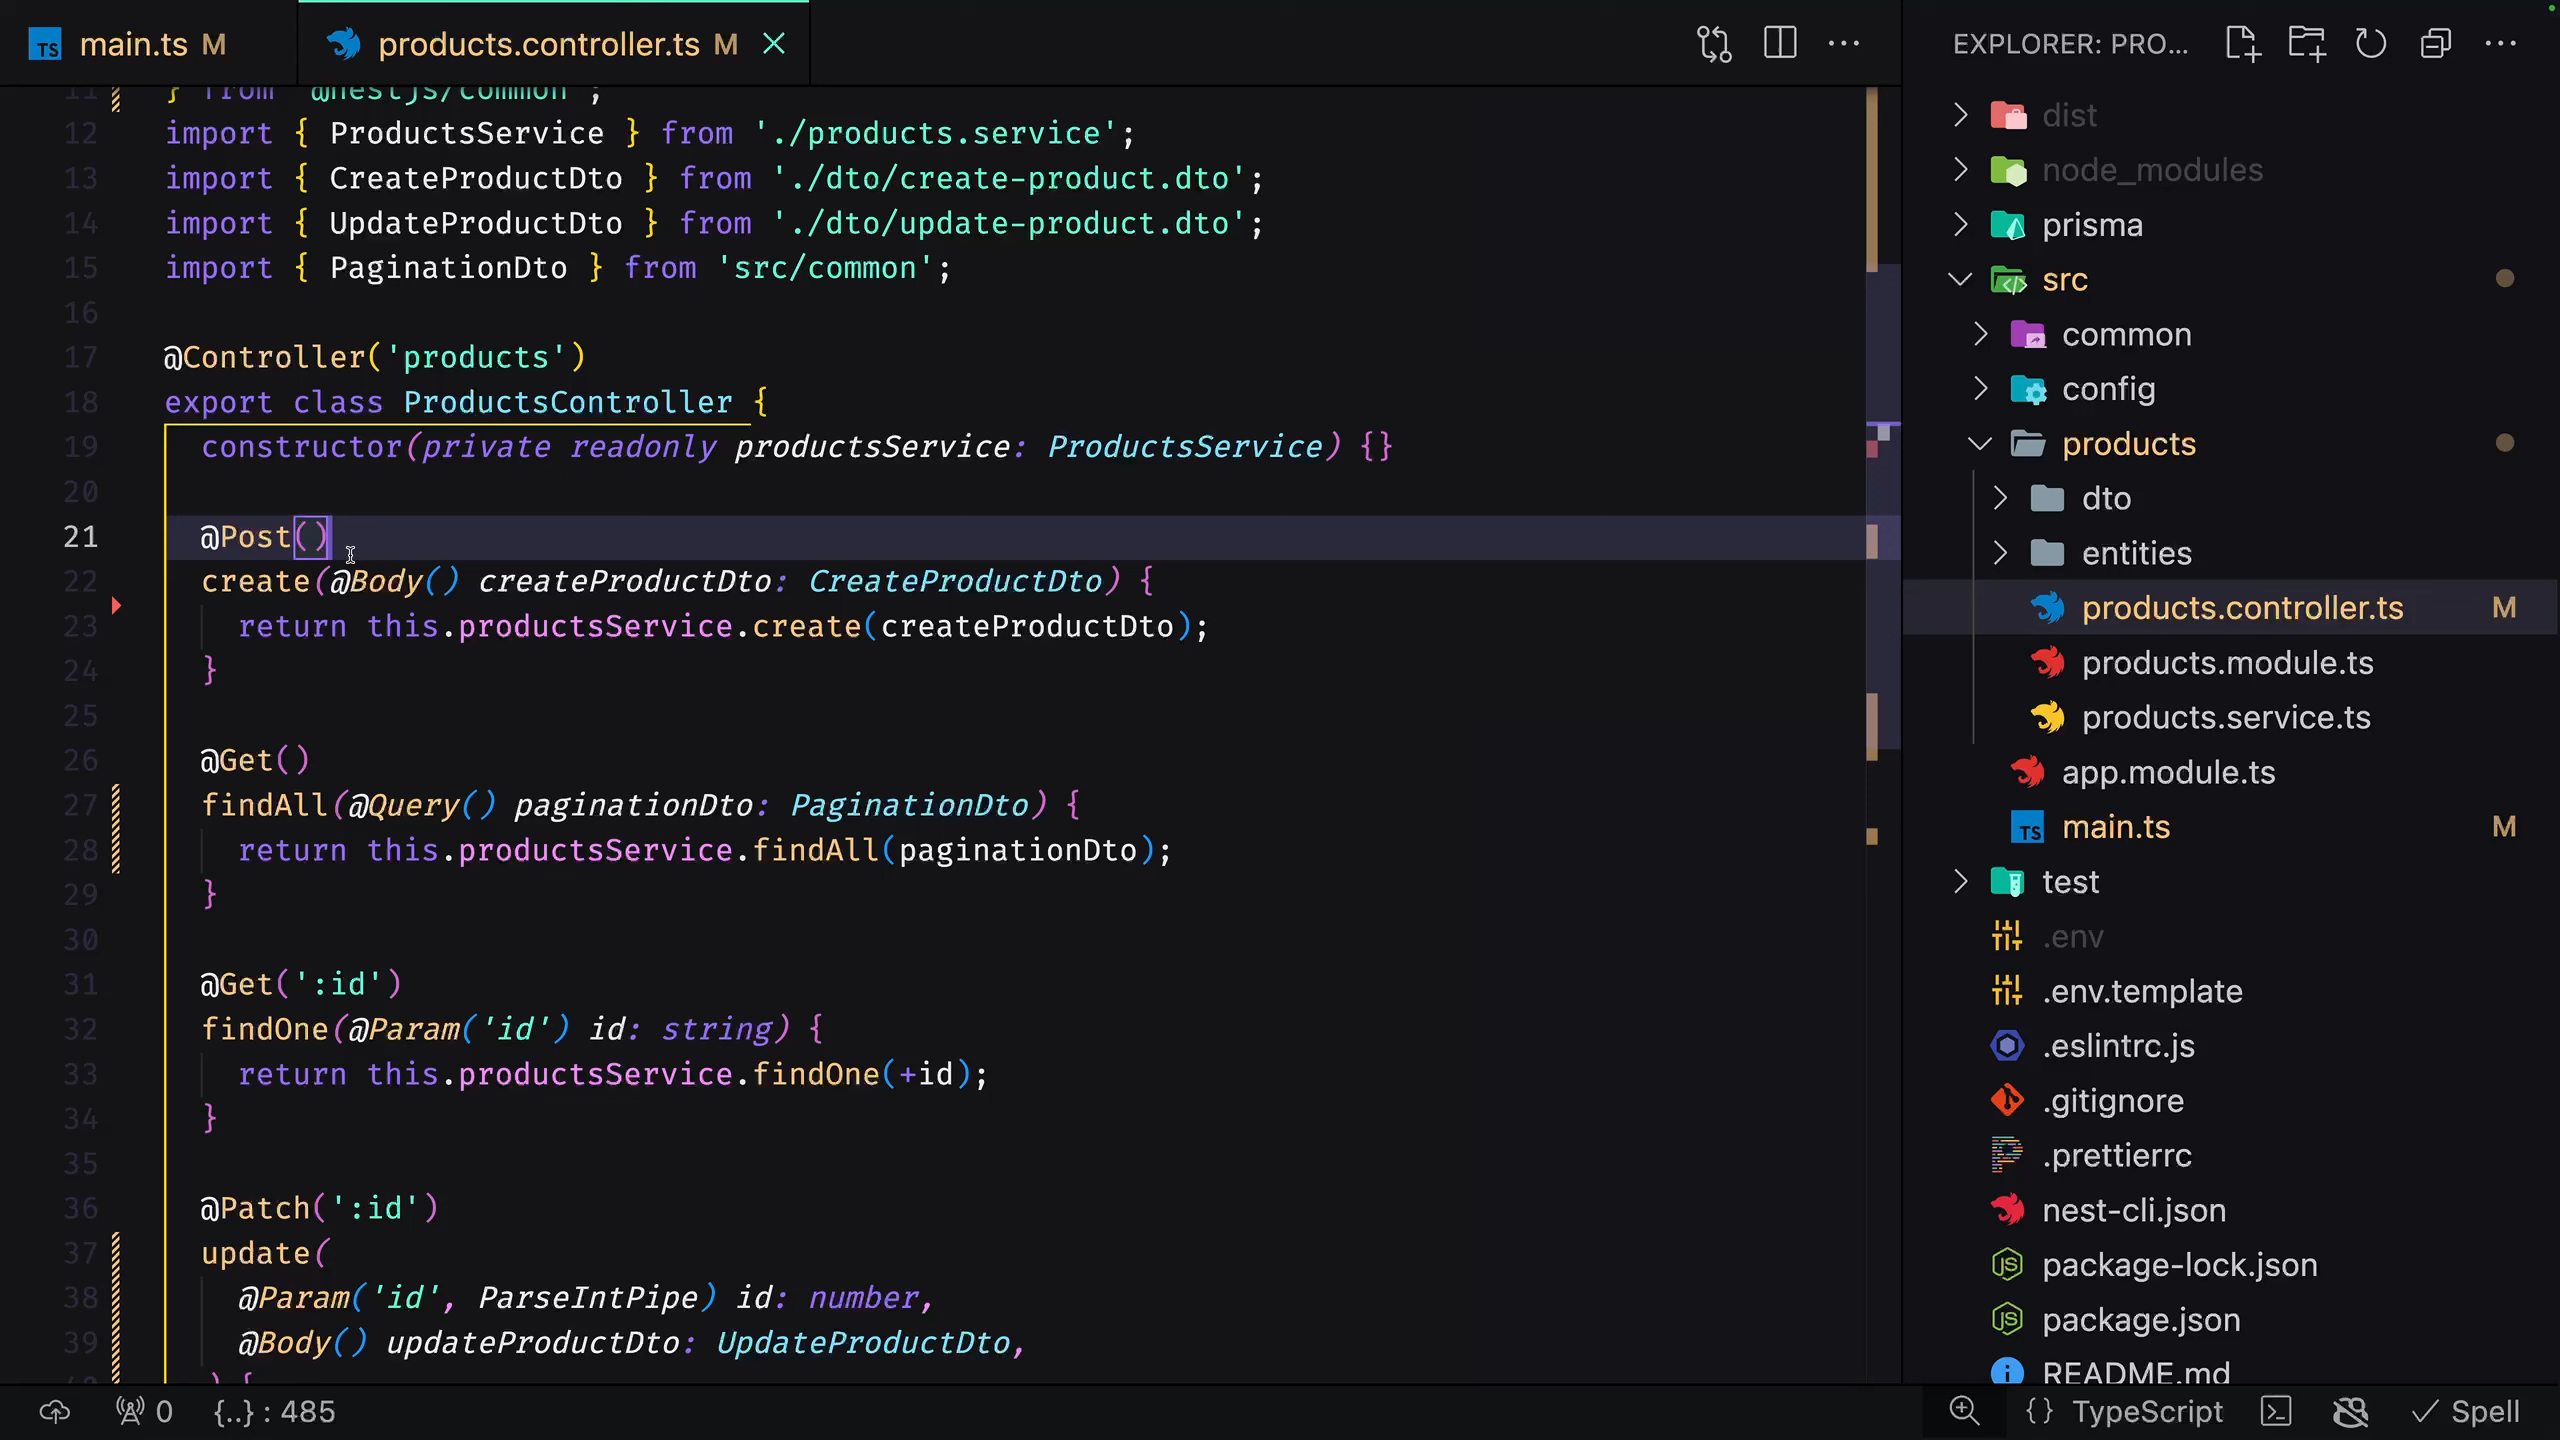 main.ts M
products.controller.ts M
EXPLORER: PRO...
11 } from '@nestjs/common';
12 import { ProductsService } from './products.service';
13 import { CreateProductDto } from './dto/create-product.dto';
14 import { UpdateProductDto } from './dto/update-product.dto';
15 import { PaginationDto } from 'src/common';
16
17 @Controller('products')
18 export class ProductsController {
19 constructor(private readonly productsService: ProductsService) {}
20
21 @Post()
22 create(@Body() createProductDto: CreateProductDto) {
23 return this.productsService.create(createProductDto);
24 }
25
26 @Get()
27 findAll(@Query() paginationDto: PaginationDto) {
28 return this.productsService.findAll(paginationDto);
29 }
30
31 @Get(':id')
32 findOne(@Param('id') id: string) {
33 return this.productsService.findOne(+id);
34 }
35
36 @Patch(':id')
37 update(
38 @Param('id', ParseIntPipe) id: number,
39 @Body() updateProductDto: UpdateProductDto,
40 ) {
dist
node_modules
prisma
src
common
config
products
dto
entities
products.controller.ts M
products.module.ts
products.service.ts
app.module.ts
TS main.ts M
test
.env
.env.template
.eslintrc.js
.gitignore
.prettierrc
nest-cli.json
package-lock.json
package.json
README.md
0 {..} : 485
{} TypeScript
Spell